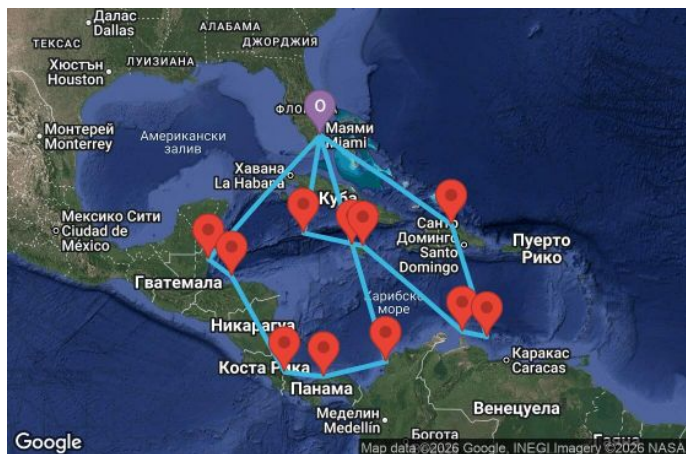 Далас
Dallas
АЛАБАМА
ТЕКСАС
ДЖОРДЖИЯ
Хюстън
Houston
ЛУИЗИАНА
Монтерей
Monterrey
Американски
залив
О
Маями
Miami
Хавана
La Habana
Куба
Мексико Сити
Ciudad de
México
Санто
Доминго
Santo
Domingo
Пуерто
Рико
Гватемала
море
Никарагуа
Коста Рика
Каракас
Caracas
Панама
Венецуела
Меделин
Medellín
Богота
Google
Map data ©2026 Google, INEGI Imagery ©2026 NASA